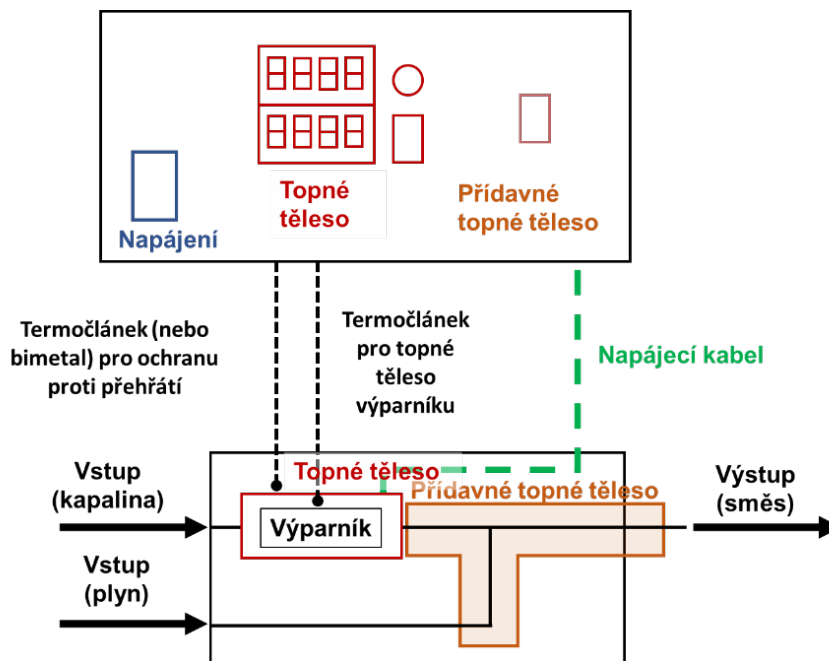 Topné
těleso
Přídavné
topné těleso
Napájení
Termočlánek (nebo
bimetal) pro ochranu
proti přehřátí
Termočlánek
pro topné
těleso
výparníku
Napájecí kabel
Vstup
(kapalina)
Topné těleso
Přídavné topné těleso
Výparník
Výstup
(směs)
Vstup
(plyn)